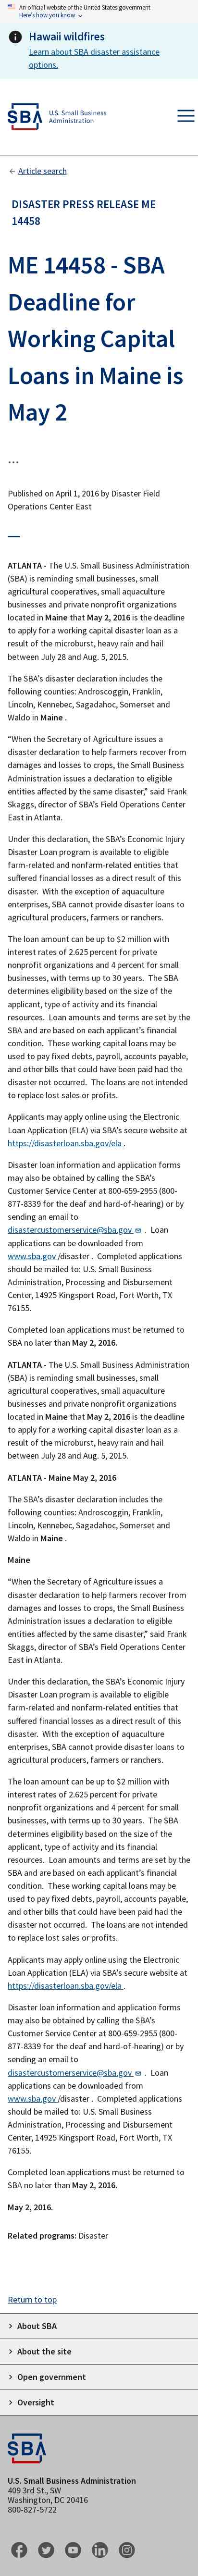 An official website of the United States government
Here's how you know
Hawaii wildfires
Learn about SBA disaster assistance
options.
SBA
U.S. Small Business
Administration
Article search
DISASTER PRESS RELEASE ME
14458
ME 14458 - SBA
Deadline for
Working Capital
Loans in Maine is
May 2
...
Published on April 1, 2016 by Disaster Field
Operations Center East
ATLANTA - The U.S. Small Business Administration
(SBA) is reminding small businesses, small
agricultural cooperatives, small aquaculture
businesses and private nonprofit organizations
located in Maine that May 2, 2016 is the deadline
to apply for a working capital disaster loan as a
result of the microburst, heavy rain and hail
between July 28 and Aug. 5, 2015.
The SBA's disaster declaration includes the
following counties: Androscoggin, Franklin,
Lincoln, Kennebec, Sagadahoc, Somerset and
Waldo in Maine .
“When the Secretary of Agriculture issues a
disaster declaration to help farmers recover from
damages and losses to crops, the Small Business
Administration issues a declaration to eligible
entities affected by the same disaster,” said Frank
Skaggs, director of SBA's Field Operations Center
East in Atlanta.
Under this declaration, the SBA's Economic Injury
Disaster Loan program is available to eligible
farm-related and nonfarm-related entities that
suffered financial losses as a direct result of this
disaster. With the exception of aquaculture
enterprises, SBA cannot provide disaster loans to
agricultural producers, farmers or ranchers.
The loan amount can be up to $2 million with
interest rates of 2.625 percent for private
nonprofit organizations and 4 percent for small
businesses, with terms up to 30 years. The SBA
determines eligibility based on the size of the
applicant, type of activity and its financial
resources. Loan amounts and terms are set by the
SBA and are based on each applicant's financial
condition. These working capital loans may be
used to pay fixed debts, payroll, accounts payable,
and other bills that could have been paid had the
disaster not occurred. The loans are not intended
to replace lost sales or profits.
Applicants may apply online using the Electronic
Loan Application (ELA) via SBA's secure website at
https://disasterloan.sba.gov/ela .
Disaster loan information and application forms
may also be obtained by calling the SBA's
Customer Service Center at 800-659-2955 (800-
877-8339 for the deaf and hard-of-hearing) or by
sending an email to
disastercustomerservice@sba.gov . Loan
applications can be downloaded from
www.sba.gov /disaster . Completed applications
should be mailed to: U.S. Small Business
Administration, Processing and Disbursement
Center, 14925 Kingsport Road, Fort Worth, TX
76155.
Completed loan applications must be returned to
SBA no later than May 2, 2016.
ATLANTA - The U.S. Small Business Administration
(SBA) is reminding small businesses, small
agricultural cooperatives, small aquaculture
businesses and private nonprofit organizations
located in Maine that May 2, 2016 is the deadline
to apply for a working capital disaster loan as a
result of the microburst, heavy rain and hail
between July 28 and Aug. 5, 2015.
ATLANTA - Maine May 2, 2016
The SBA's disaster declaration includes the
following counties: Androscoggin, Franklin,
Lincoln, Kennebec, Sagadahoc, Somerset and
Waldo in Maine .
Maine
“When the Secretary of Agriculture issues a
disaster declaration to help farmers recover from
damages and losses to crops, the Small Business
Administration issues a declaration to eligible
entities affected by the same disaster,” said Frank
Skaggs, director of SBA's Field Operations Center
East in Atlanta.
Under this declaration, the SBA's Economic Injury
Disaster Loan program is available to eligible
farm-related and nonfarm-related entities that
suffered financial losses as a direct result of this
disaster. With the exception of aquaculture
enterprises, SBA cannot provide disaster loans to
agricultural producers, farmers or ranchers.
The loan amount can be up to $2 million with
interest rates of 2.625 percent for private
nonprofit organizations and 4 percent for small
businesses, with terms up to 30 years. The SBA
determines eligibility based on the size of the
applicant, type of activity and its financial
resources. Loan amounts and terms are set by the
SBA and are based on each applicant's financial
condition. These working capital loans may be
used to pay fixed debts, payroll, accounts payable,
and other bills that could have been paid had the
disaster not occurred. The loans are not intended
to replace lost sales or profits.
Applicants may apply online using the Electronic
Loan Application (ELA) via SBA's secure website at
https://disasterloan.sba.gov/ela .
Disaster loan information and application forms
may also be obtained by calling the SBA's
Customer Service Center at 800-659-2955 (800-
877-8339 for the deaf and hard-of-hearing) or by
sending an email to
disastercustomerservice@sba.gov . Loan
applications can be downloaded from
www.sba.gov /disaster . Completed applications
should be mailed to: U.S. Small Business
Administration, Processing and Disbursement
Center, 14925 Kingsport Road, Fort Worth, TX
76155.
Completed loan applications must be returned to
SBA no later than May 2, 2016.
May 2, 2016.
Related programs: Disaster
Return to top
About SBA
About the site
Open government
Oversight
SBA
U.S. Small Business Administration
409 3rd St., SW
Washington, DC 20416
800-827-5722